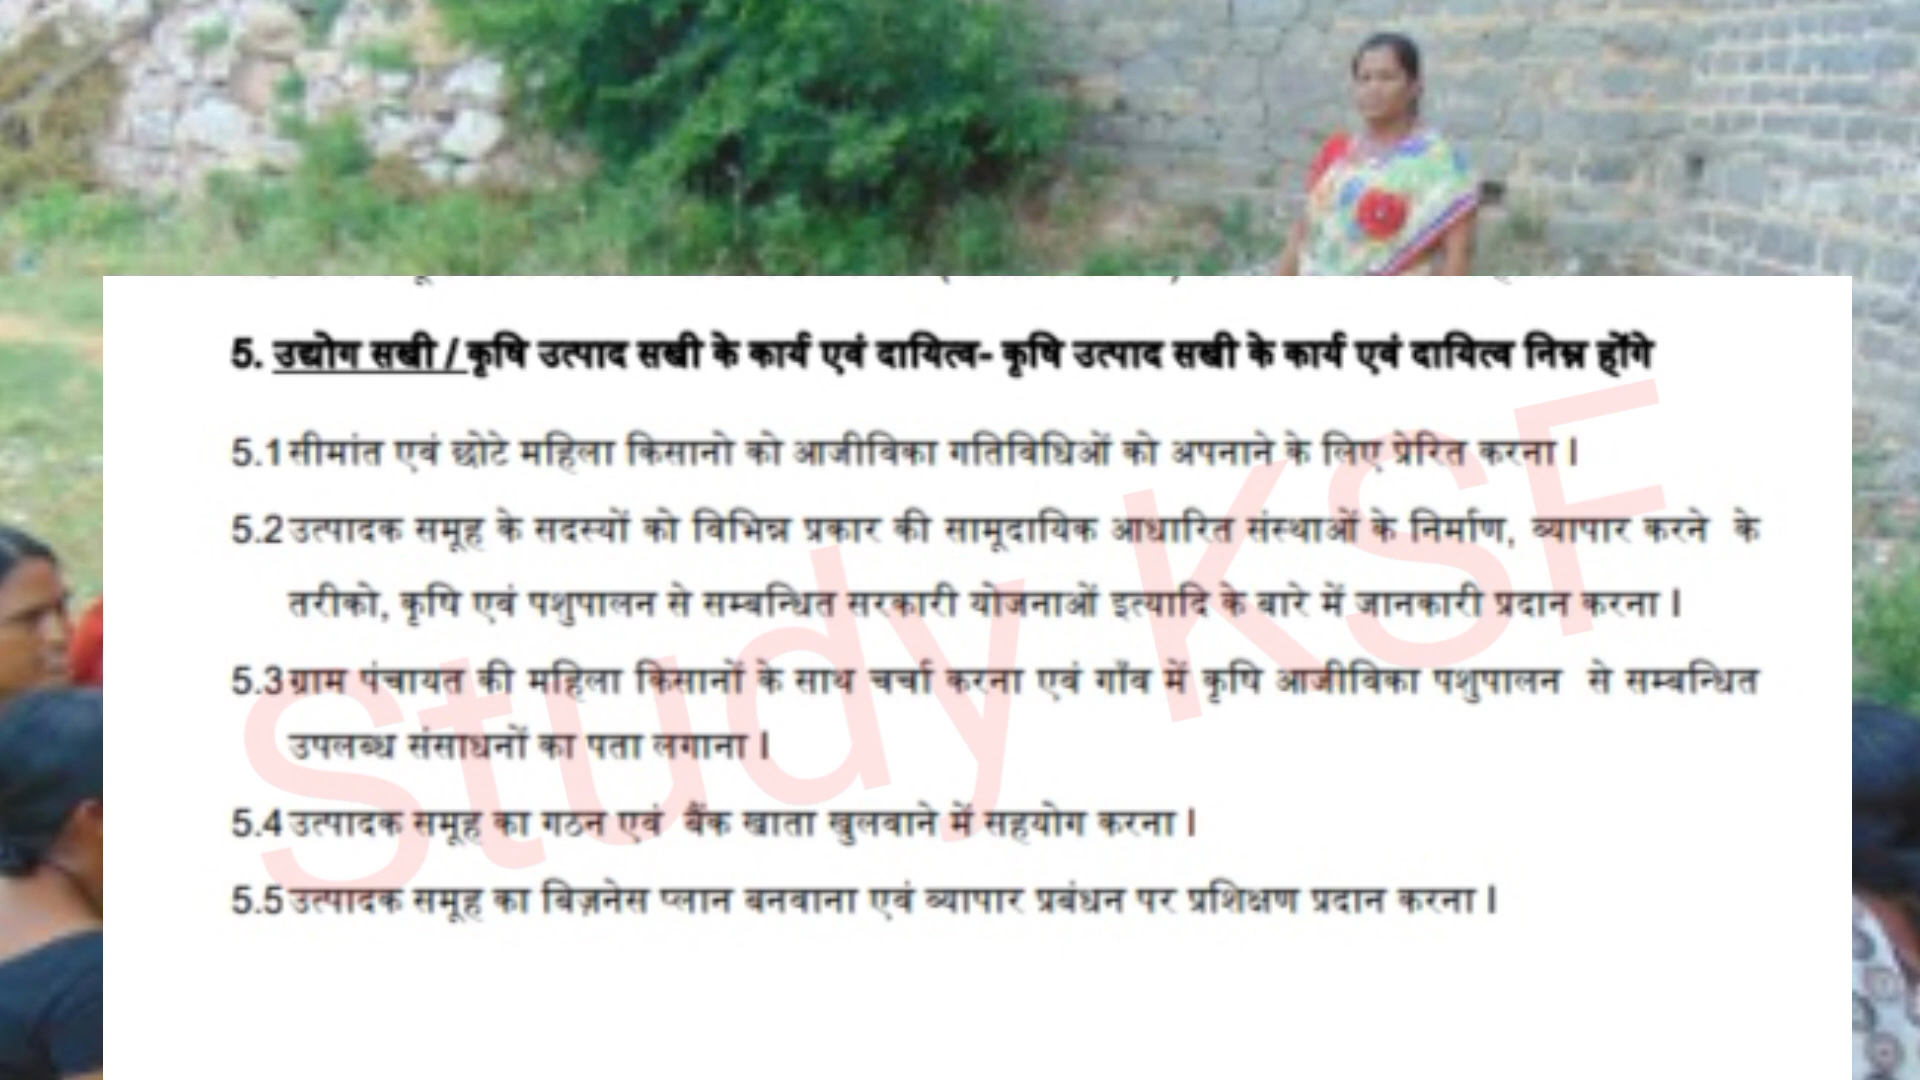 5. उद्योग सखी / कृषि उत्पाद सखी के कार्य एवं दायित्व- कृषि उत्पाद सखी के कार्य एवं दायित्व निम्न होंगे
5.1 सीमांत एवं छोटे महिला किसानो को आजीविका गतिविधिओं को अपनाने के लिए प्रेरित करना ।
5.2 उत्पादक समूह के सदस्यों को विभिन्न प्रकार की सामूदायिक आधारित संस्थाओं के निर्माण, व्यापार करने के
तरीको, कृषि एवं पशुपालन से सम्बन्धित सरकारी योजनाओं इत्यादि के बारे में जानकारी प्रदान करना ।
5.3 ग्राम पंचायत की महिला किसानों के साथ चर्चा करना एवं गाँव में कृषि आजीविका पशुपालन से सम्बन्धित
उपलब्ध संसाधनों का पता लगाना ।
5.4 उत्पादक समूह का गठन एवं बैंक खाता खुलवाने में सहयोग करना ।
5.5 उत्पादक समूह का बिज़नेस प्लान बनवाना एवं व्यापार प्रबंधन पर प्रशिक्षण प्रदान करना ।
Study KSF